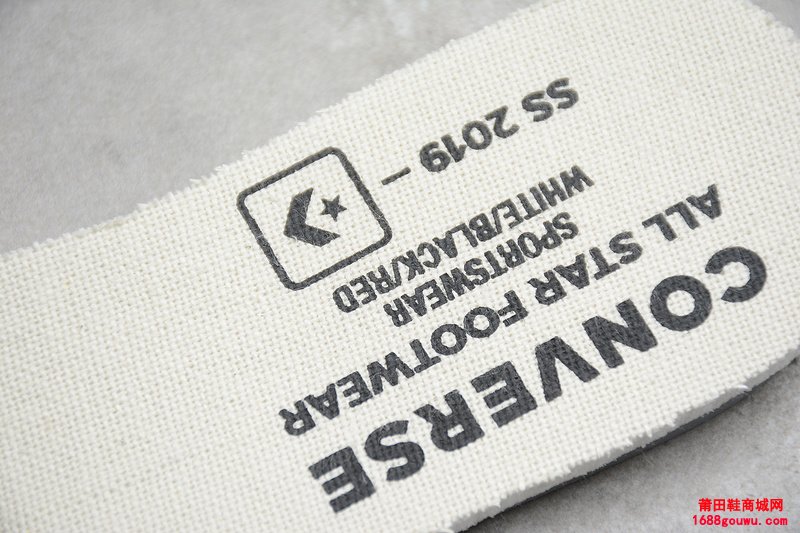 CONVERSE
ALL STAR FOOTWEAR
SPORTSWEAR
WHITE/BLACK/RED
SS 2019 –
莆田鞋商城网
1688gouwu.com